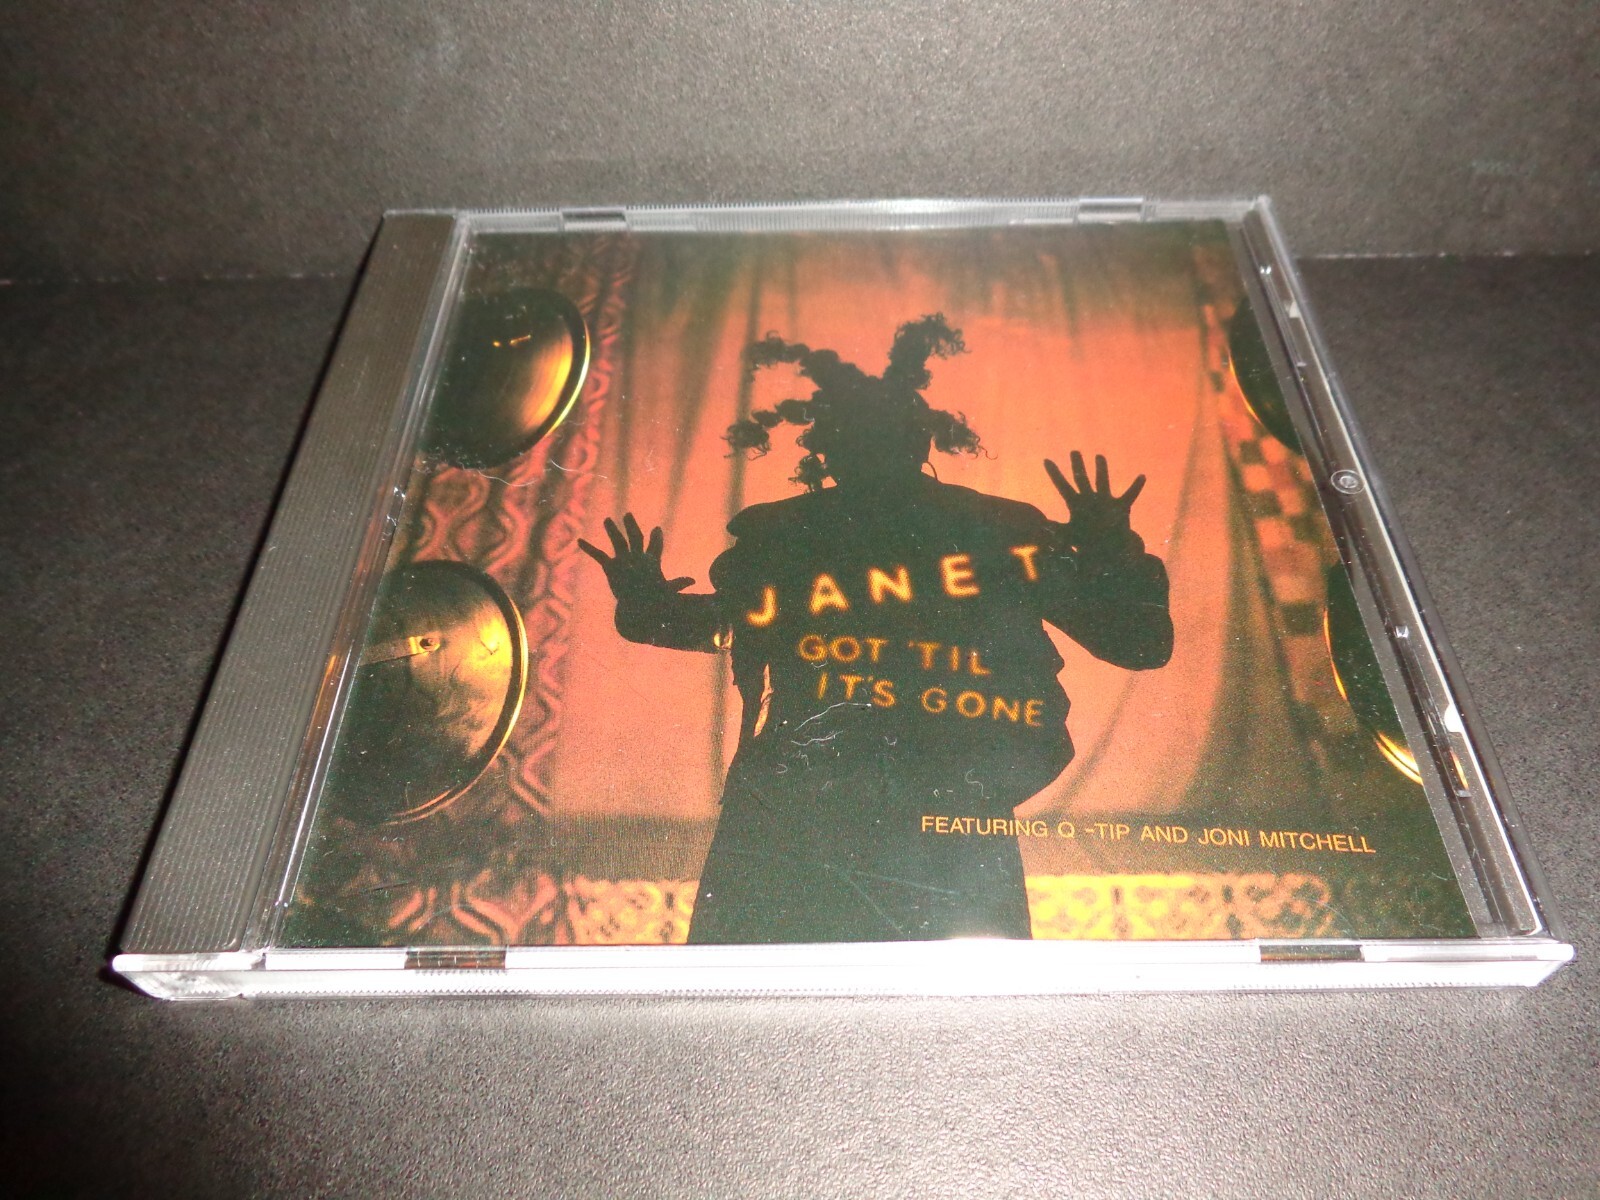 JANET
GOT 'TIL
IT'S GONE
FEATURING Q -TIP AND JONI MITCHELL